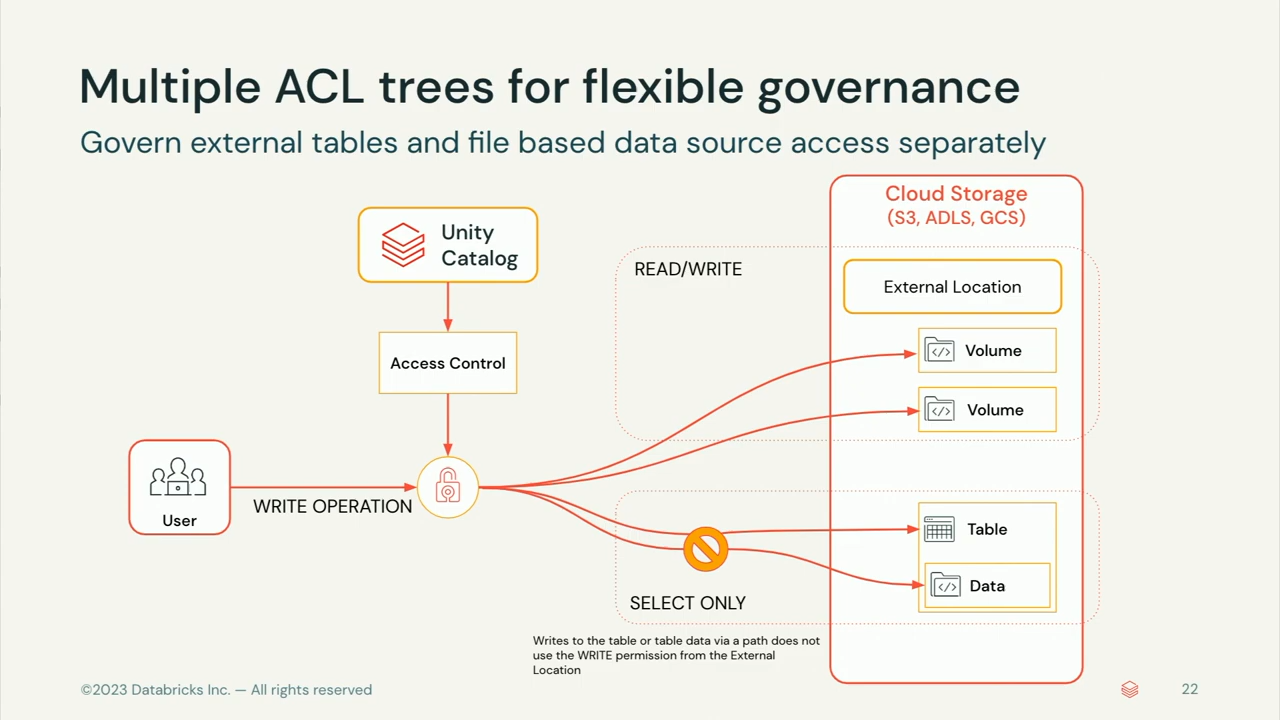 Multiple ACL trees for flexible governance
Govern external tables and file based data source access separately
Cloud Storage
(S3, ADLS, GCS)
Unity
Catalog
READ/WRITE
External Location
Volume
Access Control
Volume
User
WRITE OPERATION
Table
Data
SELECT ONLY
Writes to the table or table data via a path does not
use the WRITE permission from the External
Location
©2023 Databricks Inc. — All rights reserved
22